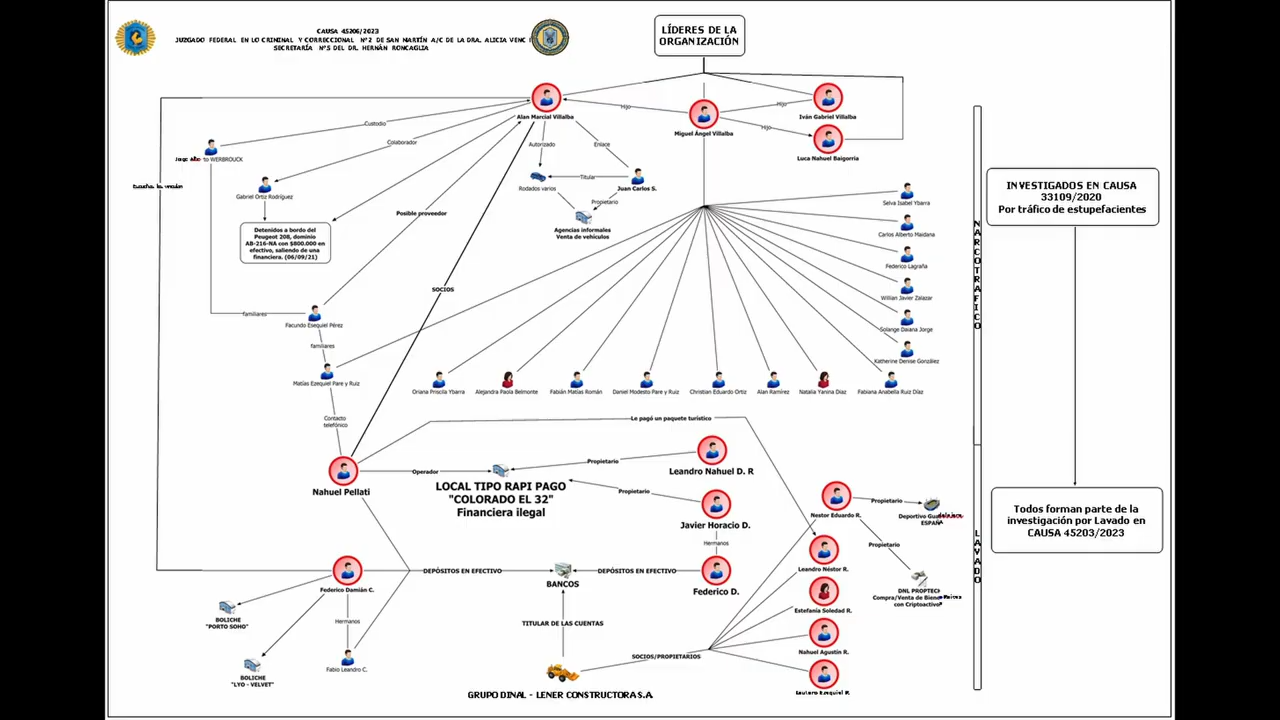 CAUSA 45206/2023
JUZGADO FEDERAL EN LO CRIMINAL Y CORRECCIONAL Nº2 DE SAN MARTÍN A/C DE LA DRA. ALICIA VENC
SECRETARÍA Nº5 DEL DR. HERNÁN RONCAGLIA
LÍDERES DE LA
ORGANIZACIÓN
Alan Marcial Villalba
Hijo
Miguel Ángel Villalba
Hijo
Iván Gabriel Villalba
Hijo
Luca Nahuel Baigorria
Custodio
to WERBROUCK
Colaborador
Gabriel Ortiz Rodríguez
Detenidos a bordo del
Peugeot 208, dominio
AB-216-NA con $800.000 en
efectivo, saliendo de una
financiera. (06/09/21)
Autorizado
Enlace
Titular
Rodados varios
Juan Carlos S.
Propietario
Agencias informales
Venta de vehículos
Posible proveedor
SOCIOS
familiares
Facundo Esequiel Pérez
familiares
Matías Ezequiel Pare y Ruiz
Contacto
telefónico
Selva Isabel Ybarra
Carlos Alberto Maidana
Federico Lagraña
Willian Javier Zalazar
Solange Daiana Jorge
Katherine Denise González
Oriana Priscila Ybarra
Alejandra Paola Belmonte
Fabián Matías Román
Daniel Modesto Pare y Ruiz
Christian Eduardo Ortiz
Alan Ramírez
Natalia Yanina Díaz
Fabiana Anabella Ruiz Díaz
INVESTIGADOS EN CAUSA
33109/2020
Por tráfico de estupefacientes
NARCOTRAFICO
Le pagó un paquete turístico
Nahuel Pellati
Operador
LOCAL TIPO RAPI PAGO
"COLORADO EL 32"
Financiera ilegal
Propietario
Leandro Nahuel D. R
Propietario
Javier Horacio D.
Hermanos
Federico D.
DEPÓSITOS EN EFECTIVO
BANCOS
DEPÓSITOS EN EFECTIVO
Federico Damián C.
BOLICHE
"PORTO SOHO"
Hermanos
BOLICHE
"LYO - VELVET"
Fabio Leandro C.
TITULAR DE LAS CUENTAS
SOCIOS/PROPIETARIOS
GRUPO DINAL - LENER CONSTRUCTORA S.A.
Nestor Eduardo R.
Propietario
Deportivo
ESPAÑA
Propietario
DNL PROPTECH
Compra/Venta de
con Criptoactivos
Leandro Néstor R.
Estefanía Soledad R.
Nahuel Agustín R.
Lautaro Ezequiel R.
LAVADO
Todos forman parte de la
investigación por Lavado en
CAUSA 45203/2023